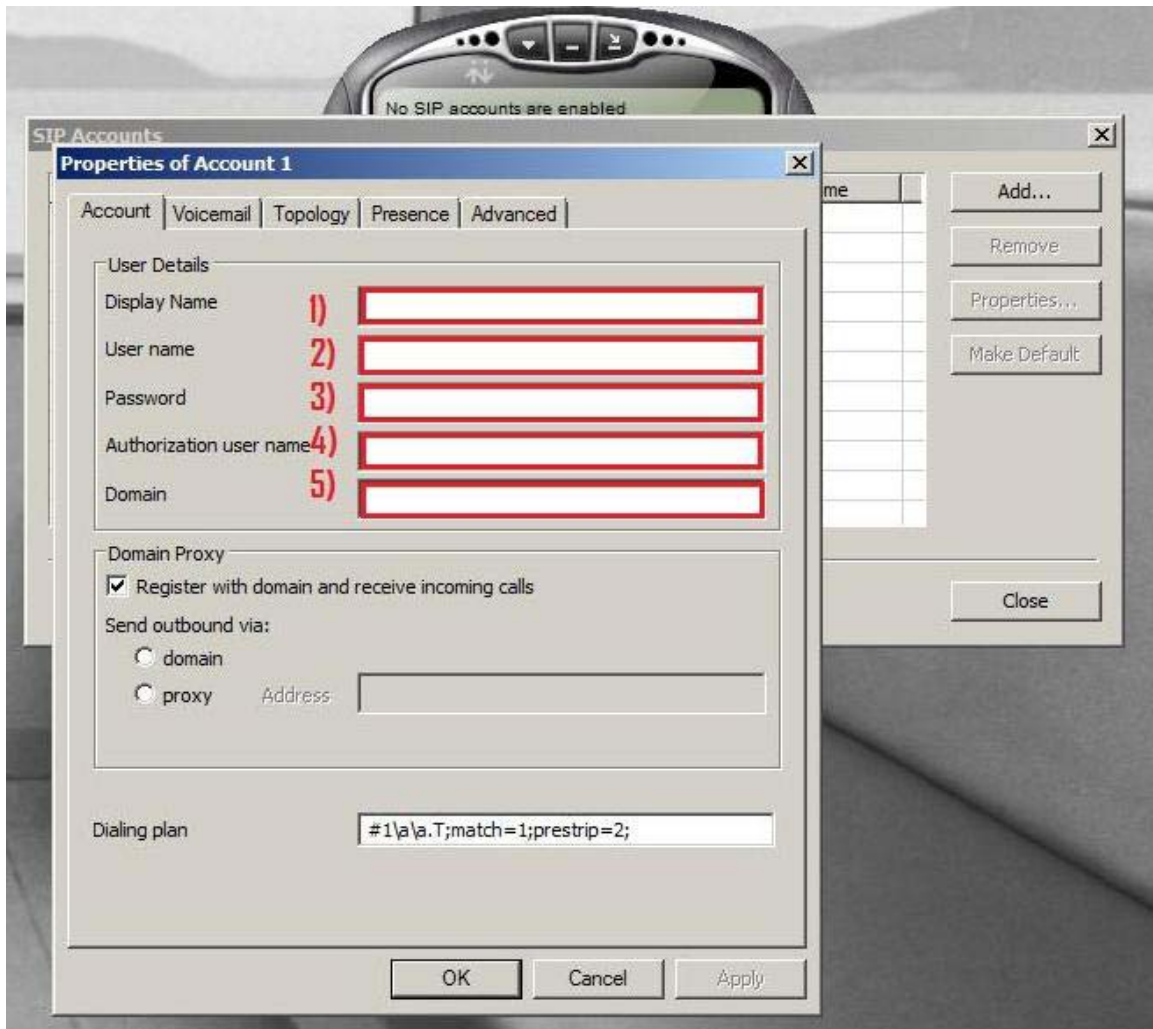 No SIP accounts are enabled
SIP Accounts
Properties of Account 1
me
Add...
Account Voicemail Topology Presence Advanced
Remove
User Details
Display Name 1)
Properties...
User name 2)
Make Default
Password 3)
Authorization user name 4)
Domain 5)
Domain Proxy
Register with domain and receive incoming calls
Close
Send outbound via:
domain
proxy Address
Dialing plan #1\a\a.T;match=1;prestrip=2;
OK Cancel Apply